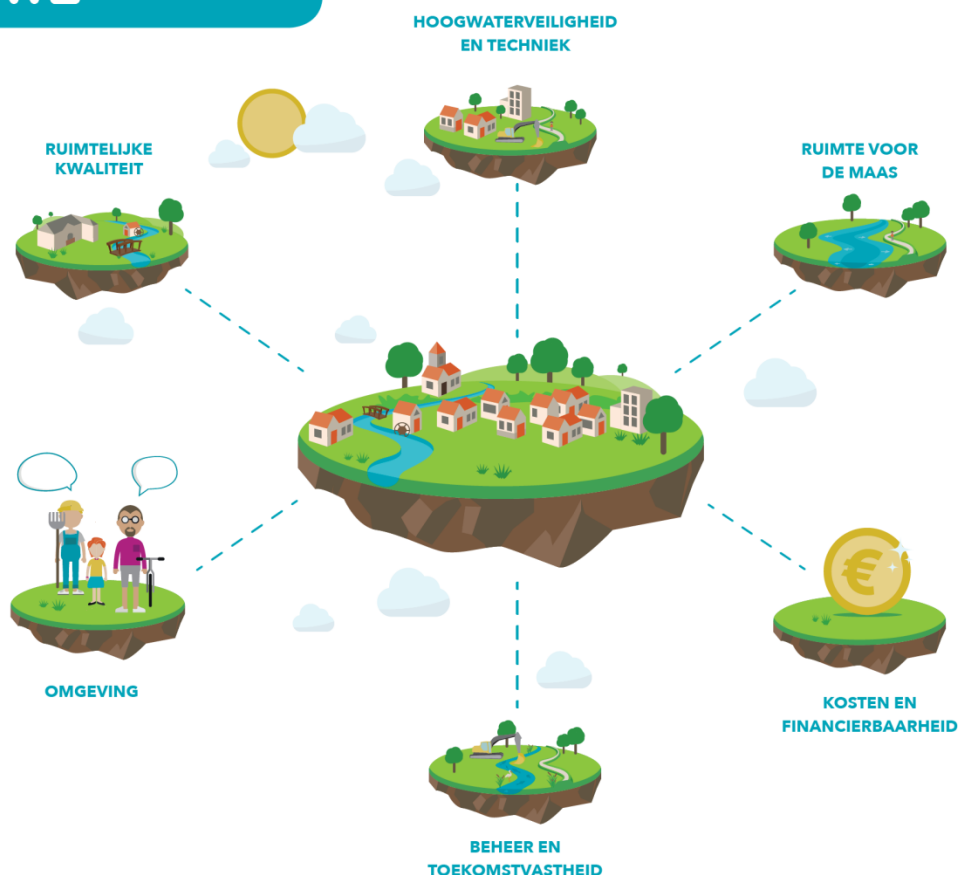 HOOGWATERVEILIGHEID
EN TECHNIEK
RUIMTELIJKE
KWALITEIT
RUIMTE VOOR
DE MAAS
€
OMGEVING
KOSTEN EN
FINANCIERBAARHEID
BEHEER EN
TOEKOMSTVASTHEID